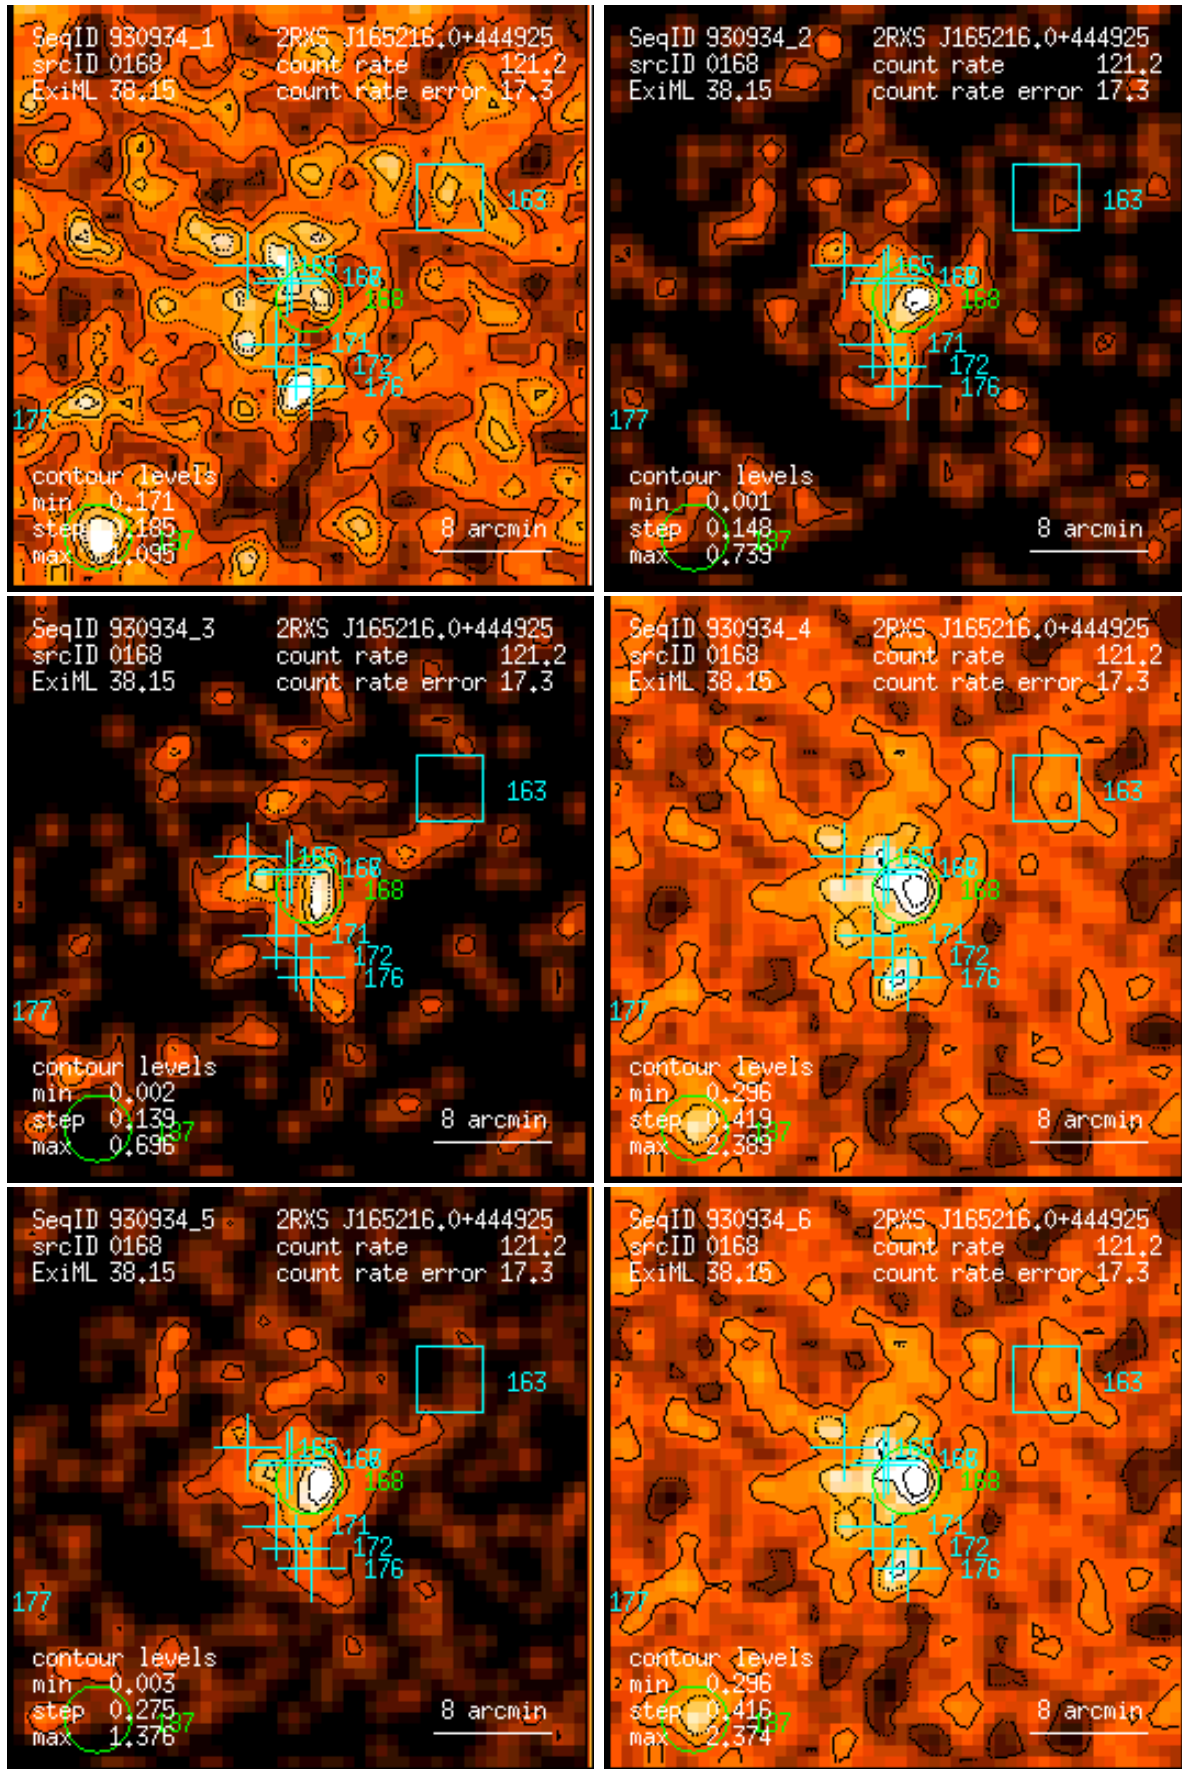 SeqID 930934_1 2RXS J165216.0+444925
srcID 0168 count rate 121.2
ExiML 38.15 count rate error 17.3
163
165
168
168
171
172
176
177
contour levels
min 0.171
step 0.185
max 1.095
187
8 arcmin
SeqID 930934_2 2RXS J165216.0+444925
srcID 0168 count rate 121.2
ExiML 38.15 count rate error 17.3
163
165
168
171
172
176
177
contour levels
min 0.001
step 0.148
max 0.739
187
8 arcmin
SeqID 930934_3 2RXS J165216.0+444925
srcID 0168 count rate 121.2
ExiML 38.15 count rate error 17.3
163
165
168
171
172
176
177
contour levels
min 0.002
step 0.139
max 0.696
187
8 arcmin
SeqID 930934_4 2RXS J165216.0+444925
srcID 0168 count rate 121.2
ExiML 38.15 count rate error 17.3
163
165
168
171
172
176
177
contour levels
min 0.296
step 0.419
max 2.389
187
8 arcmin
SeqID 930934_5 2RXS J165216.0+444925
srcID 0168 count rate 121.2
ExiML 38.15 count rate error 17.3
163
165
168
171
172
176
177
contour levels
min 0.003
step 0.275
max 1.376
187
8 arcmin
SeqID 930934_6 2RXS J165216.0+444925
srcID 0168 count rate 121.2
ExiML 38.15 count rate error 17.3
163
165
168
171
172
176
177
contour levels
min 0.296
step 0.416
max 2.374
187
8 arcmin